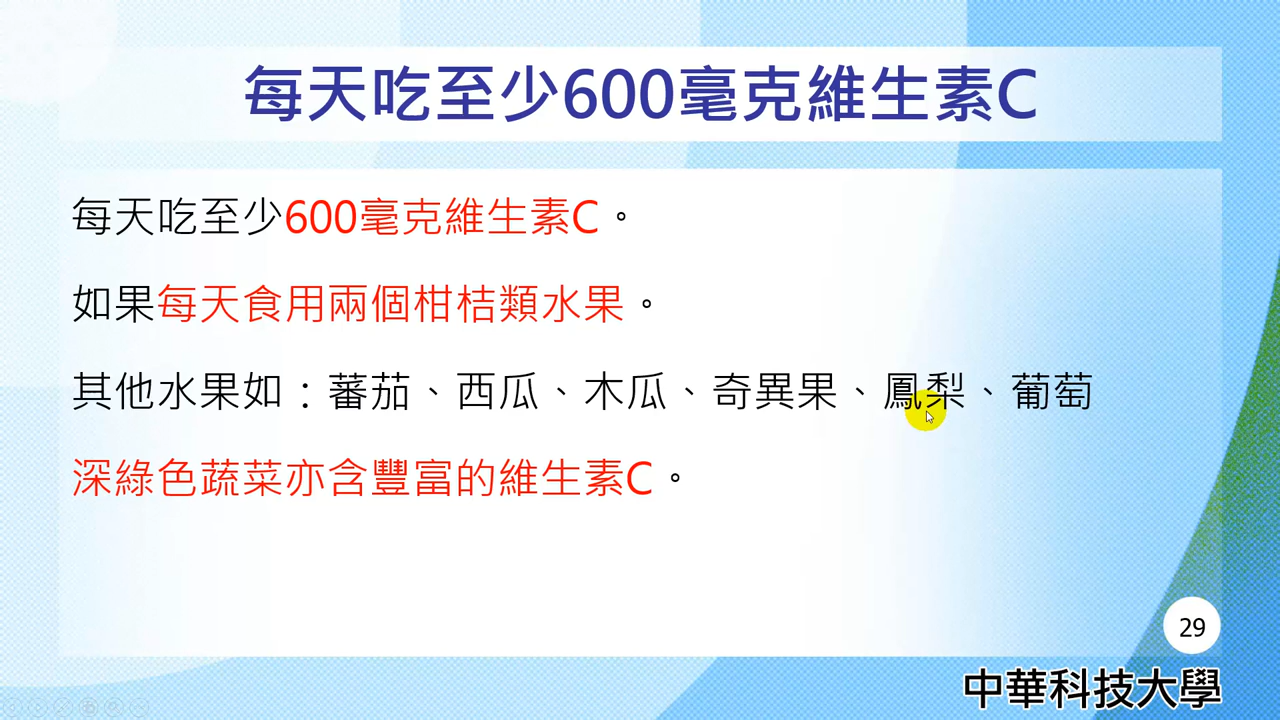 每天吃至少600毫克維生素C
每天吃至少600毫克維生素C。
如果每天食用兩個柑桔類水果。
其他水果如：蕃茄、西瓜、木瓜、奇異果、鳳梨、葡萄
深綠色蔬菜亦含豐富的維生素C。
29
中華科技大學